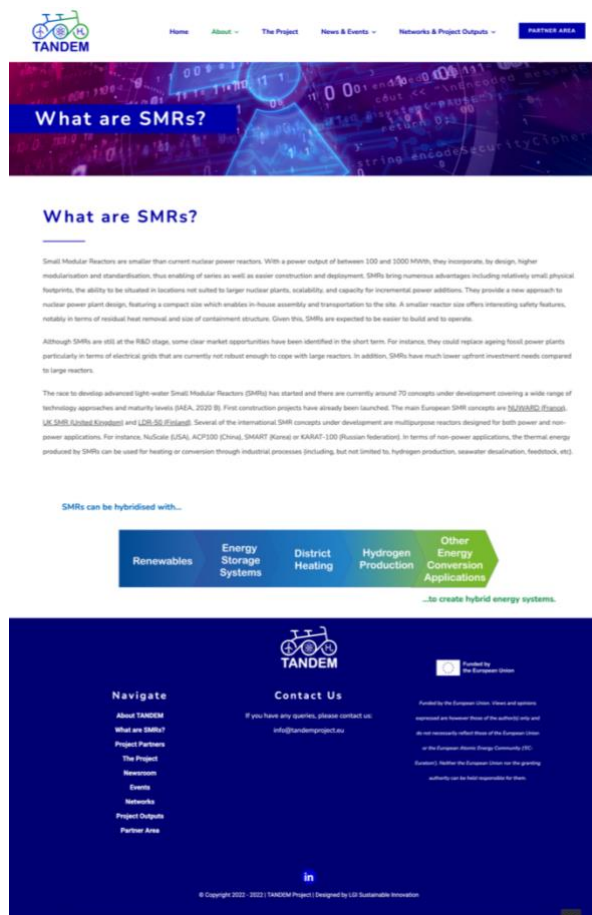 TANDEM
Home
About
The Project
News & Events
Networks & Project Outputs
PARTNER AREA
What are SMRs?
What are SMRs?
Small Modular Reactors are smaller than current nuclear power reactors. With a power output of between 100 and 1000 MWth, they incorporate, by design, higher
modularisation and standardisation, thus enabling of series as well as easier construction and deployment. SMRs bring numerous advantages including relatively small physical
footprints, the ability to be situated in locations not suited to larger nuclear plants, scalability, and capacity for incremental power additions. They provide a new approach to
nuclear power plant design, featuring a compact size which enables in-house assembly and transportation to the site. A smaller reactor size offers interesting safety features,
notably in terms of residual heat removal and size of containment structure. Given this, SMRs are expected to be easier to build and to operate.
Although SMRs are still at the R&D stage, some clear market opportunities have been identified in the short term. For instance, they could replace ageing fossil power plants
particularly in terms of electrical grids that are currently not robust enough to cope with large reactors. In addition, SMRs have much lower upfront investment needs compared
to large reactors.
The race to develop advanced light-water Small Modular Reactors (SMRs) has started and there are currently around 70 concepts under development covering a wide range of
technology approaches and maturity levels (IAEA, 2020 B). First construction projects have already been launched. The main European SMR concepts are NUWARD (France),
UK SMR (United Kingdom) and LDR-50 (Finland). Several of the international SMR concepts under development are multipurpose reactors designed for both power and non-
power applications. For instance, NuScale (USA), ACP100 (China), SMART (Korea) or KARAT-100 (Russian federation). In terms of non-power applications, the thermal energy
produced by SMRs can be used for heating or conversion through industrial processes (including, but not limited to, hydrogen production, seawater desalination, feedstock, etc).
SMRs can be hybridised with...
Renewables
Energy
Storage
Systems
District
Heating
Hydrogen
Production
Other
Energy
Conversion
Applications
...to create hybrid energy systems.
TANDEM
Navigate
About TANDEM
What are SMRs?
Project Partners
The Project
Newsroom
Events
Networks
Project Outputs
Partner Area
Contact Us
If you have any queries, please contact us:
info@tandemproject.eu
Funded by
the European Union
Funded by the European Union. Views and opinions
expressed are however those of the author(s) only and
do not necessarily reflect those of the European Union
or the European Atomic Energy Community ('EC-
Euratom'). Neither the European Union nor the granting
authority can be held responsible for them.
in
© Copyright 2022 - 2022 | TANDEM Project | Designed by LGI Sustainable Innovation